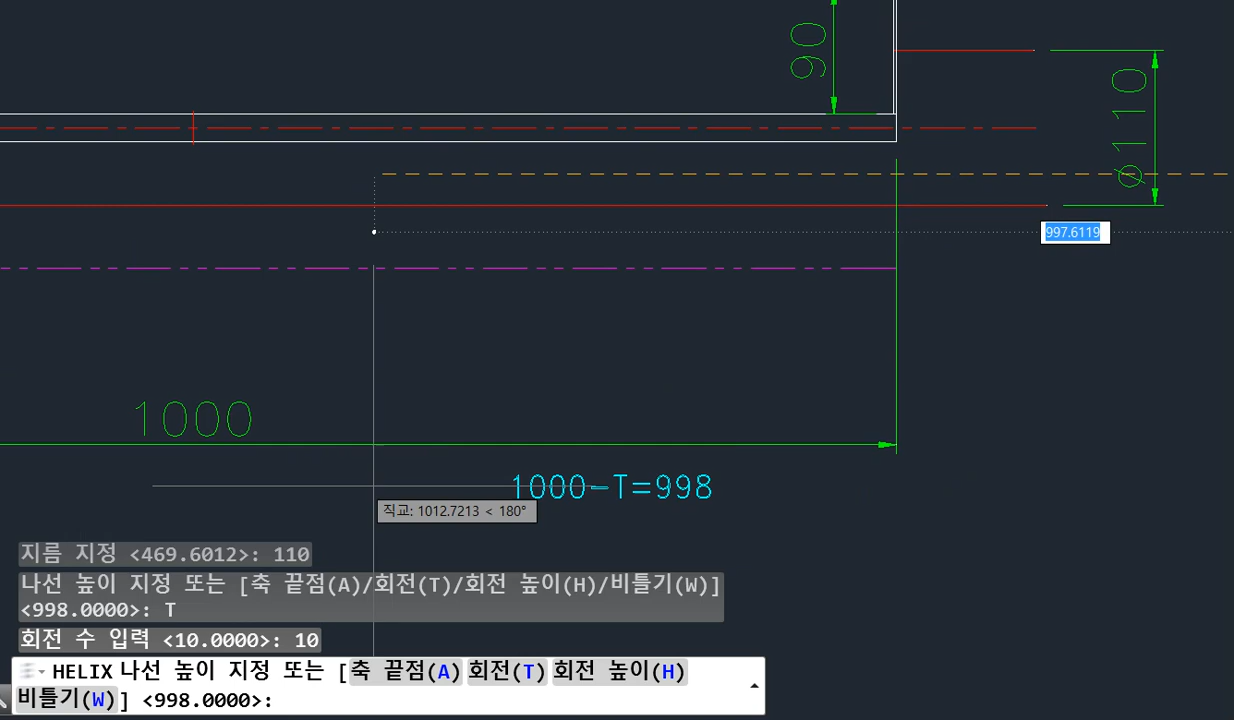 90
⌀110
997.6119
1000
1000-T=998
직교: 1012.7213 < 180°
지름 지정 <469.6012>: 110
나선 높이 지정 또는 [축 끝점(A)/회전(T)/회전 높이(H)/비틀기(W)]
<998.0000>: T
회전 수 입력 <10.0000>: 10
HELIX 나선 높이 지정 또는 [축 끝점(A) 회전(T) 회전 높이(H)
비틀기(W)] <998.0000>: